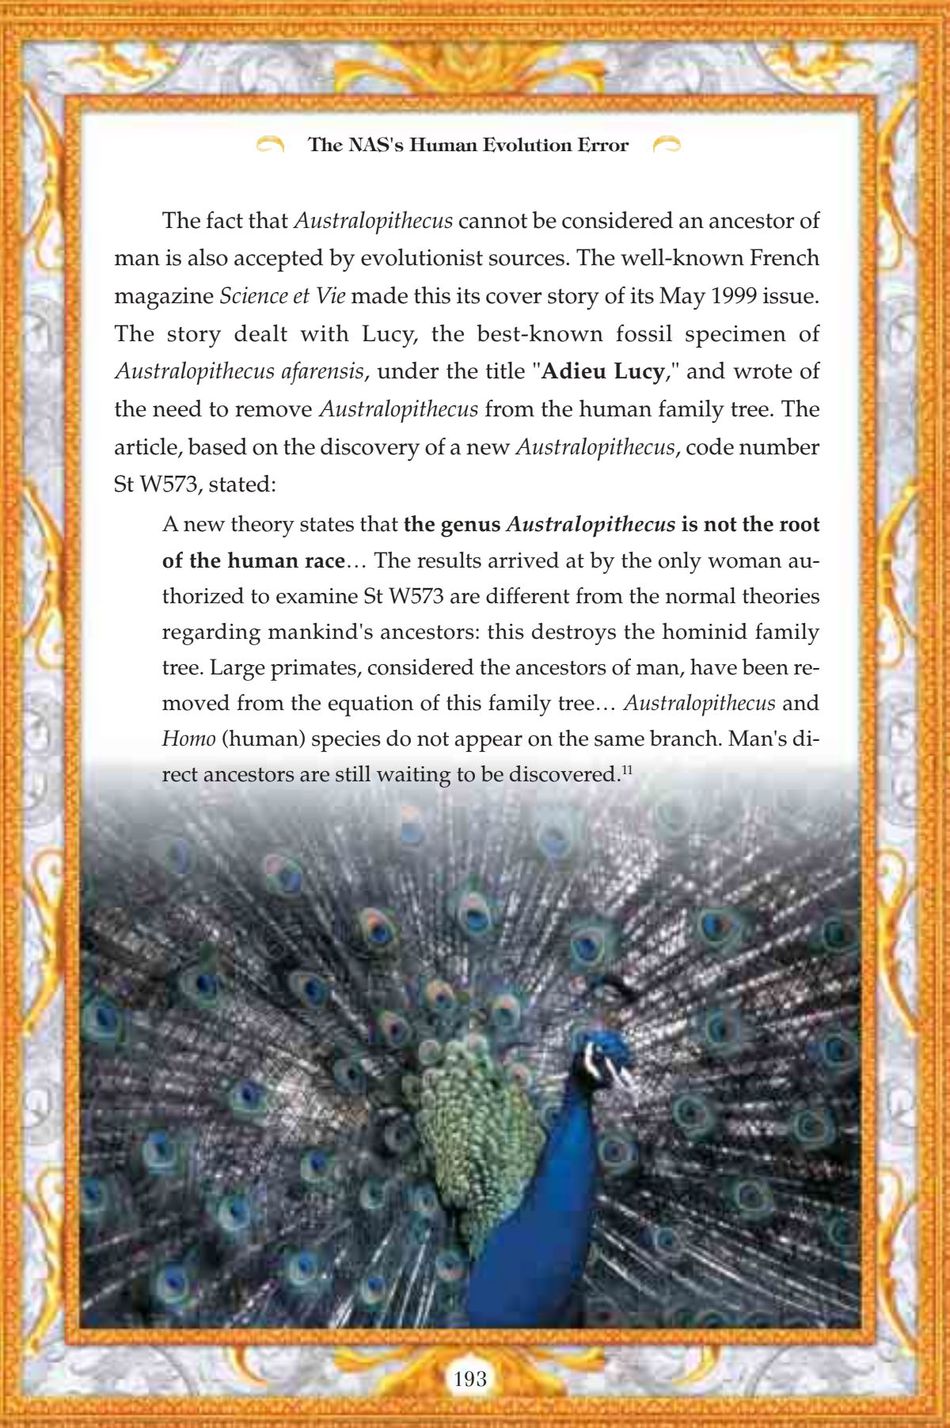 The NAS's Human Evolution Error
The fact that Australopithecus cannot be considered an ancestor of
man is also accepted by evolutionist sources. The well-known French
magazine Science et Vie made this its cover story of its May 1999 issue.
The story dealt with Lucy, the best-known fossil specimen of
Australopithecus afarensis, under the title "Adieu Lucy," and wrote of
the need to remove Australopithecus from the human family tree. The
article, based on the discovery of a new Australopithecus, code number
St W573, stated:
A new theory states that the genus Australopithecus is not the root
of the human race… The results arrived at by the only woman au-
thorized to examine St W573 are different from the normal theories
regarding mankind's ancestors: this destroys the hominid family
tree. Large primates, considered the ancestors of man, have been re-
moved from the equation of this family tree… Australopithecus and
Homo (human) species do not appear on the same branch. Man's di-
rect ancestors are still waiting to be discovered.11
193